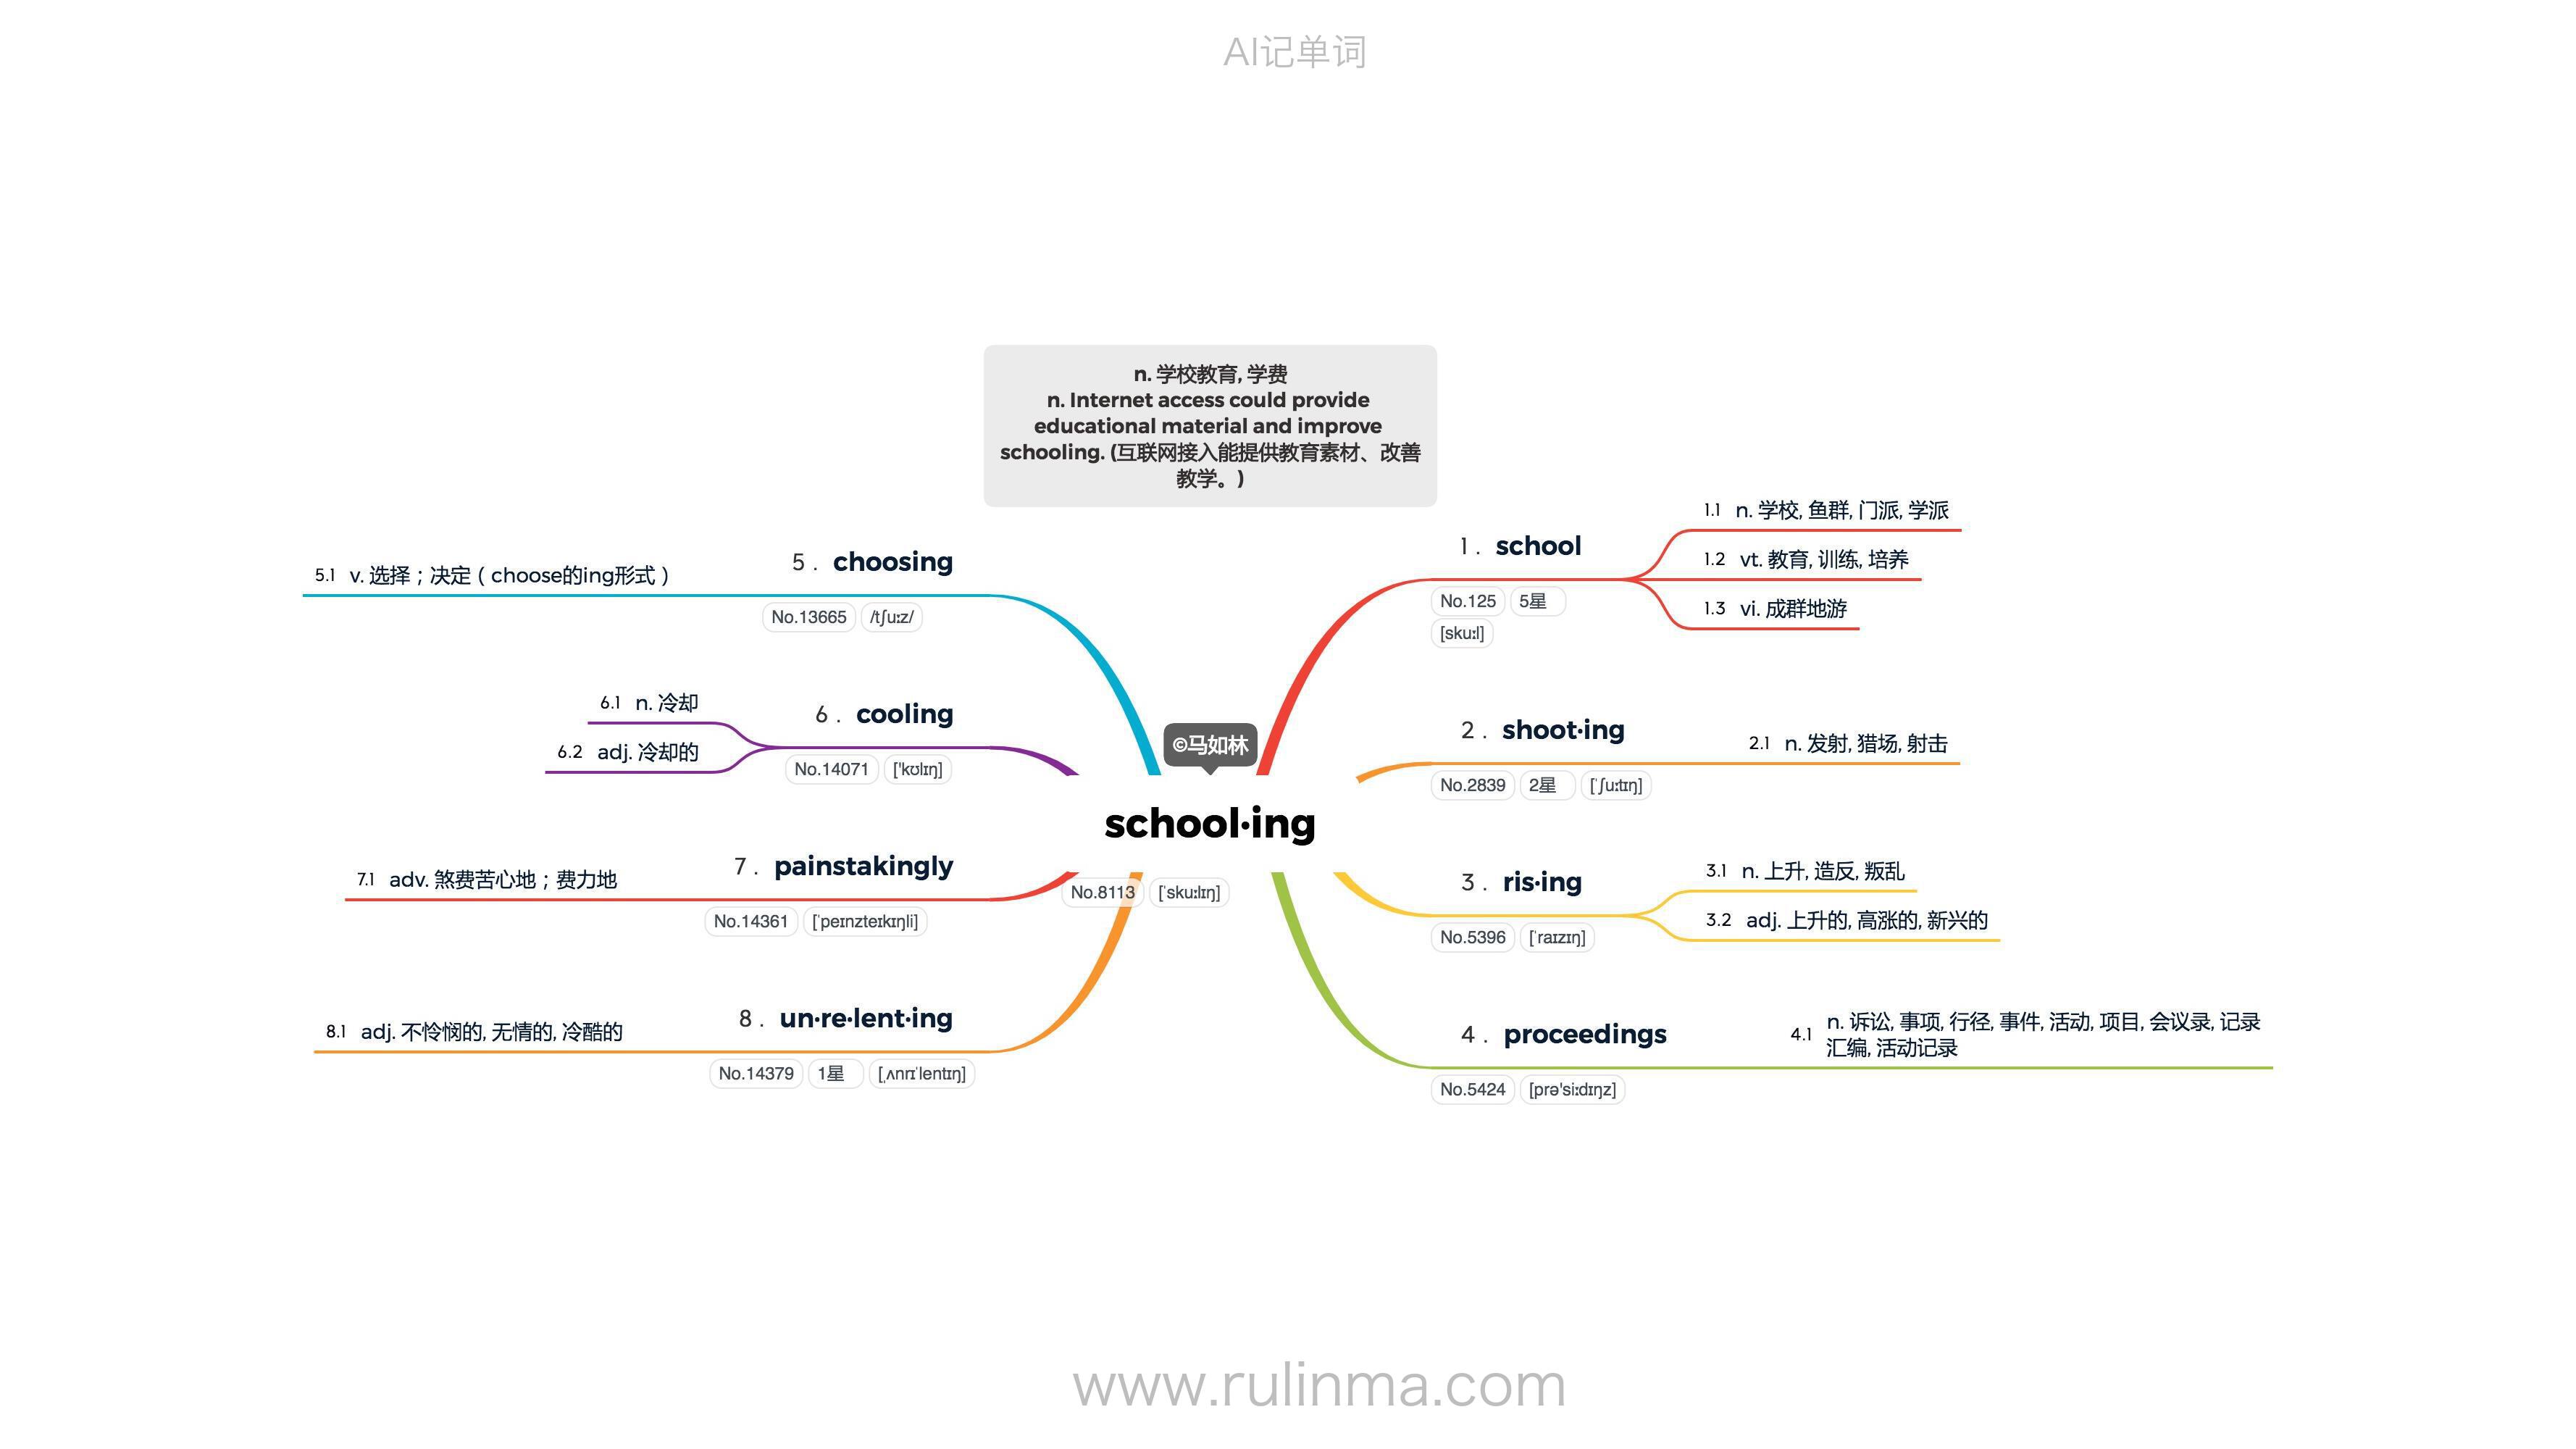 AI记单词
n. 学校教育, 学费
n. Internet access could provide
educational material and improve
schooling. (互联网接入能提供教育素材、改善
教学。)
©马如林
school·ing
No.8113 [ˈskuːlɪŋ]
1 . school
No.125 5星
[skuːl]
1.1 n. 学校, 鱼群, 门派, 学派
1.2 vt. 教育, 训练, 培养
1.3 vi. 成群地游
2 . shoot·ing
No.2839 2星 [ˈʃuːtɪŋ]
2.1 n. 发射, 猎场, 射击
3 . ris·ing
No.5396 [ˈraɪzɪŋ]
3.1 n. 上升, 造反, 叛乱
3.2 adj. 上升的, 高涨的, 新兴的
4 . proceedings
No.5424 [prə'siːdɪŋz]
4.1 n. 诉讼, 事项, 行径, 事件, 活动, 项目, 会议录, 记录
汇编, 活动记录
5 . choosing
No.13665 /tʃuːz/
5.1 v. 选择；决定（choose的ing形式）
6 . cooling
No.14071 ['kʊlɪŋ]
6.1 n. 冷却
6.2 adj. 冷却的
7 . painstakingly
No.14361 [ˈpeɪnzteɪkɪŋli]
7.1 adv. 煞费苦心地；费力地
8 . un·re·lent·ing
No.14379 1星 [ˌʌnrɪˈlentɪŋ]
8.1 adj. 不怜悯的, 无情的, 冷酷的
www.rulinma.com